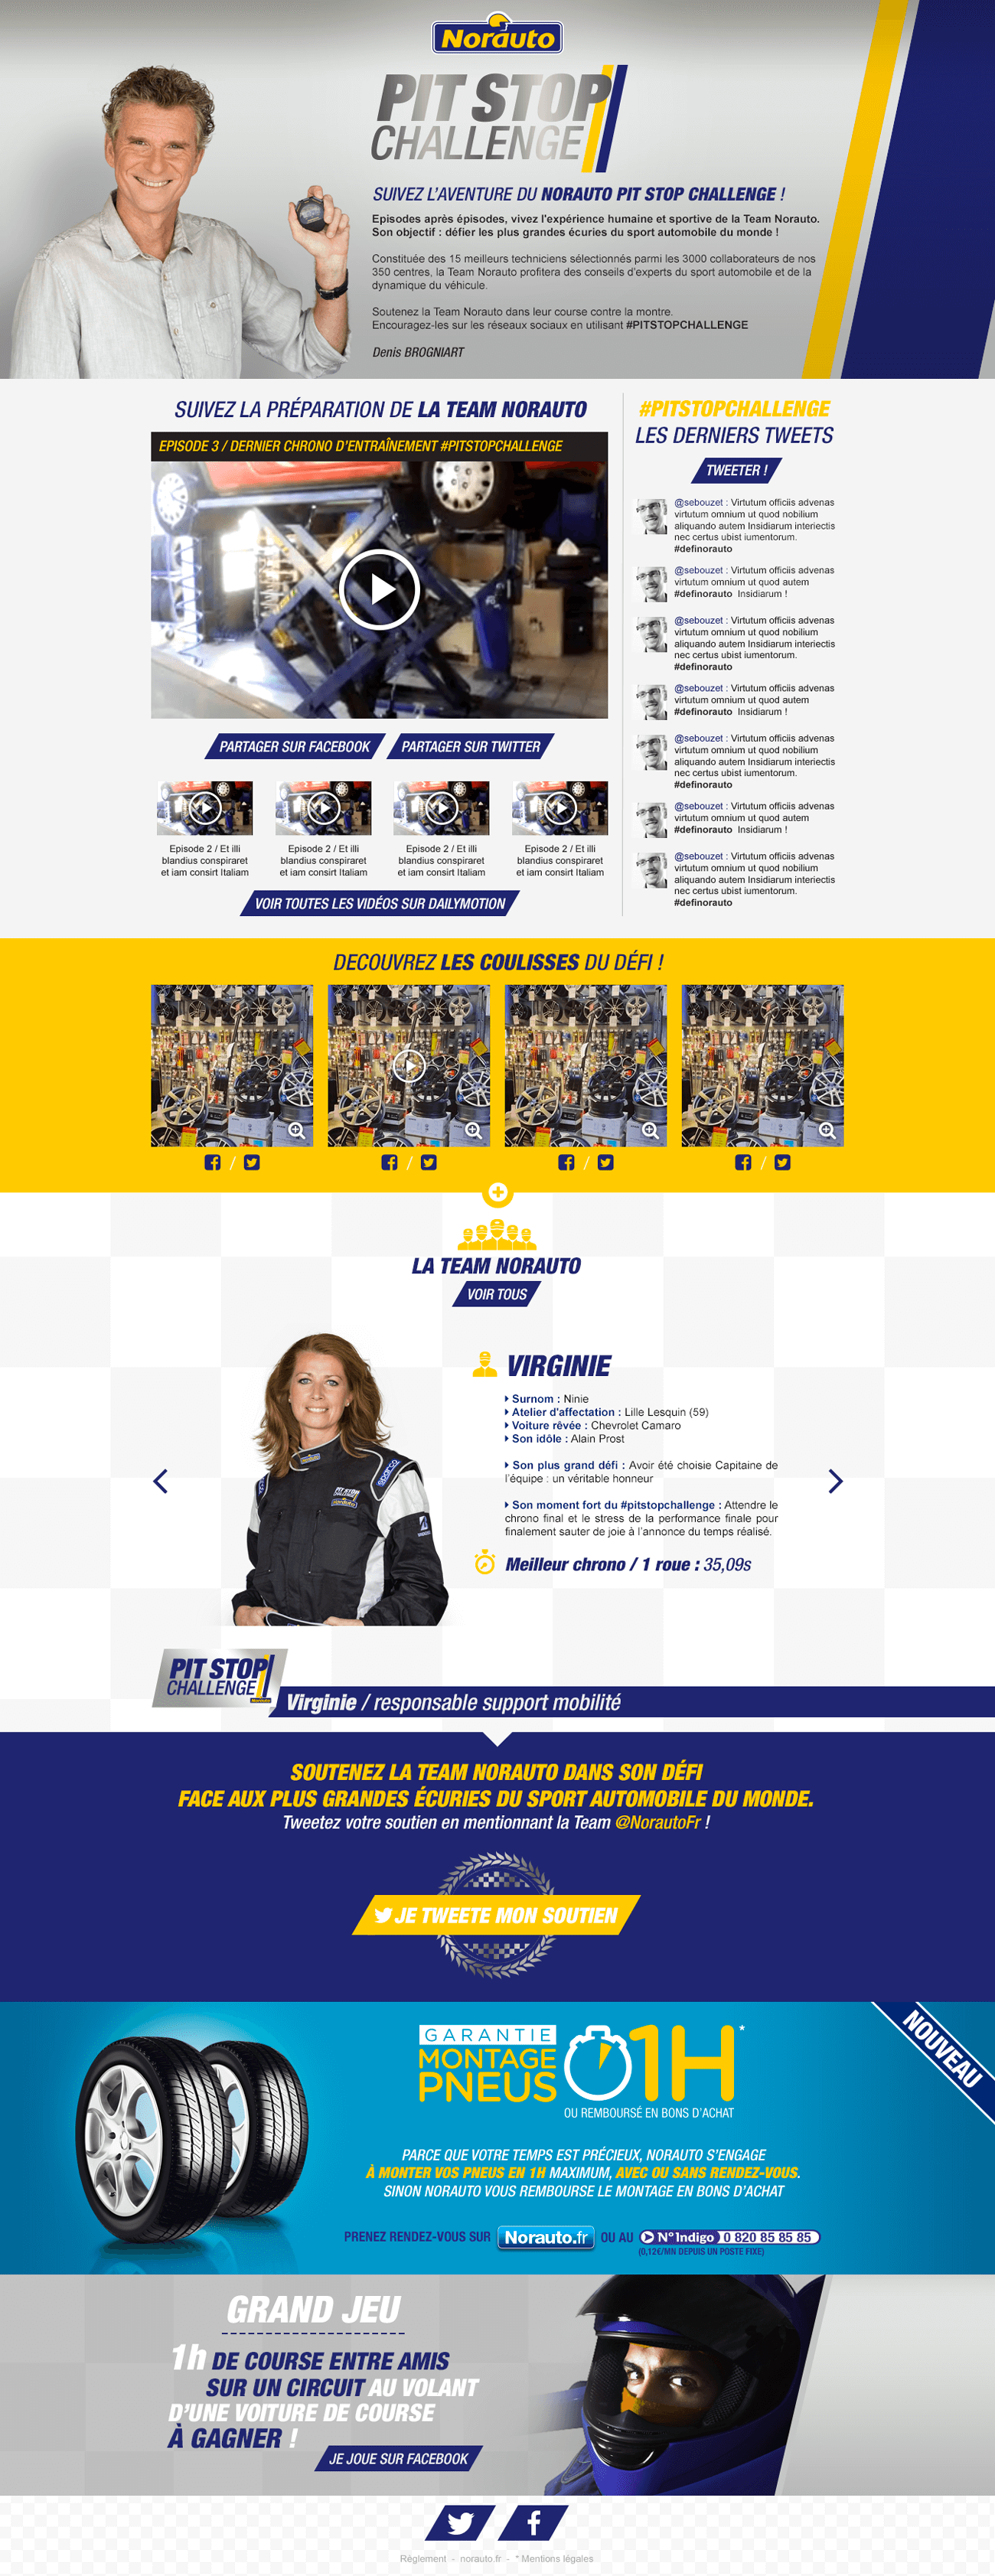 Norauto
PIT STOP
CHALLENGE
SUIVEZ L'AVENTURE DU NORAUTO PIT STOP CHALLENGE !
Episodes après épisodes, vivez l'expérience humaine et sportive de la Team Norauto.
Son objectif : défier les plus grandes écuries du sport automobile du monde !
Constituée des 15 meilleurs techniciens sélectionnés parmi les 3000 collaborateurs de nos
350 centres, la Team Norauto profitera des conseils d'experts du sport automobile et de la
dynamique du véhicule.
Soutenez la Team Norauto dans leur course contre la montre.
Encouragez-les sur les réseaux sociaux en utilisant #PITSTOPCHALLENGE
Denis BROGNIART
SUIVEZ LA PRÉPARATION DE LA TEAM NORAUTO
EPISODE 3 / DERNIER CHRONO D'ENTRAÎNEMENT #PITSTOPCHALLENGE
PARTAGER SUR FACEBOOK
PARTAGER SUR TWITTER
Episode 2 / Et illi
blandius conspiraret
et iam consirt Italiam
Episode 2 / Et illi
blandius conspiraret
et iam consirt Italiam
Episode 2 / Et illi
blandius conspiraret
et iam consirt Italiam
Episode 2 / Et illi
blandius conspiraret
et iam consirt Italiam
VOIR TOUTES LES VIDÉOS SUR DAILYMOTION
#PITSTOPCHALLENGE
LES DERNIERS TWEETS
TWEETER !
@sebouzet : Virtutum officiis advenas
virtutum omnium ut quod nobilium
aliquando autem Insidiarum interiectis
nec certus ubist iumentorum.
#definorauto
@sebouzet : Virtutum officiis advenas
virtutum omnium ut quod autem
#definorauto Insidiarum !
@sebouzet : Virtutum officiis advenas
virtutum omnium ut quod nobilium
aliquando autem Insidiarum interiectis
nec certus ubist iumentorum.
#definorauto
@sebouzet : Virtutum officiis advenas
virtutum omnium ut quod autem
#definorauto Insidiarum !
@sebouzet : Virtutum officiis advenas
virtutum omnium ut quod nobilium
aliquando autem Insidiarum interiectis
nec certus ubist iumentorum.
#definorauto
@sebouzet : Virtutum officiis advenas
virtutum omnium ut quod autem
#definorauto Insidiarum !
@sebouzet : Virtutum officiis advenas
virtutum omnium ut quod nobilium
aliquando autem Insidiarum interiectis
nec certus ubist iumentorum.
#definorauto
DECOUVREZ LES COULISSES DU DÉFI !
/
/
/
/
LA TEAM NORAUTO
VOIR TOUS
VIRGINIE
Surnom : Ninie
Atelier d'affectation : Lille Lesquin (59)
Voiture rêvée : Chevrolet Camaro
Son idôle : Alain Prost
Son plus grand défi : Avoir été choisie Capitaine de
l'équipe : un véritable honneur
Son moment fort du #pitstopchallenge : Attendre le
chrono final et le stress de la performance finale pour
finalement sauter de joie à l'annonce du temps réalisé.
Meilleur chrono / 1 roue : 35,09s
sparco
PIT STOP
CHALLENGE
Norauto
PIT STOP
CHALLENGE
Norauto
Virginie / responsable support mobilité
SOUTENEZ LA TEAM NORAUTO DANS SON DÉFI
FACE AUX PLUS GRANDES ÉCURIES DU SPORT AUTOMOBILE DU MONDE.
Tweetez votre soutien en mentionnant la Team @NorautoFr !
JE TWEETE MON SOUTIEN
NOUVEAU
GARANTIE
MONTAGE
PNEUS
1H*
OU REMBOURSÉ EN BONS D'ACHAT
PARCE QUE VOTRE TEMPS EST PRÉCIEUX, NORAUTO S'ENGAGE
À MONTER VOS PNEUS EN 1H MAXIMUM, AVEC OU SANS RENDEZ-VOUS.
SINON NORAUTO VOUS REMBOURSE LE MONTAGE EN BONS D'ACHAT
PRENEZ RENDEZ-VOUS SUR Norauto.fr OU AU N°Indigo 0 820 85 85 85
(0,12€/MN DEPUIS UN POSTE FIXE)
GRAND JEU
1h DE COURSE ENTRE AMIS
SUR UN CIRCUIT AU VOLANT
D'UNE VOITURE DE COURSE
À GAGNER !
JE JOUE SUR FACEBOOK
Règlement - norauto.fr - * Mentions légales